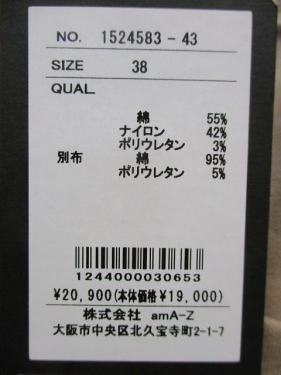 NO. 1524583-43
SIZE 38
QUAL.
綿 55%
ナイロン 42%
ポリウレタン 3%
別布 綿 95%
ポリウレタン 5%
1244000030653
¥20,900(本体価格¥19,000)
株式会社 amA-Z
大阪市中央区北久宝寺町2-1-7